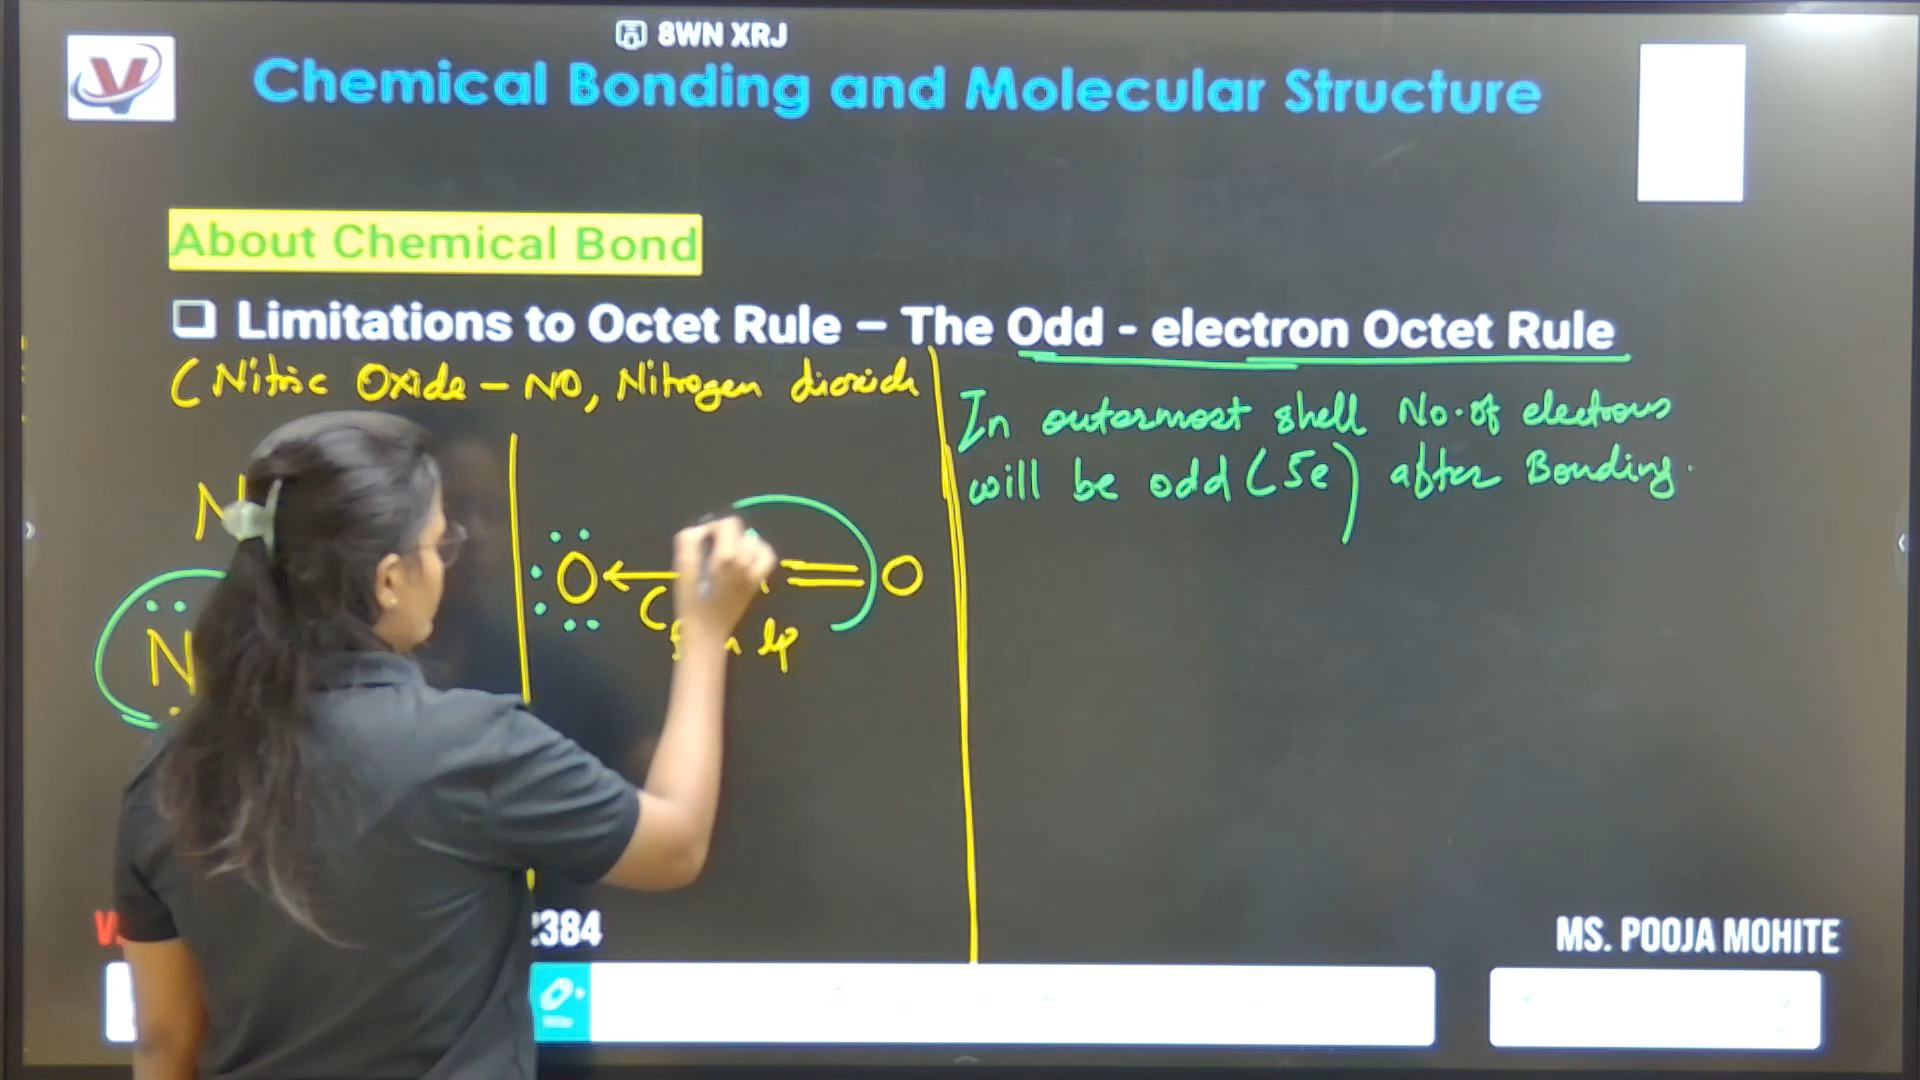 8WN XRJ
V
Chemical Bonding and Molecular Structure
About Chemical Bond
❑ Limitations to Octet Rule – The Odd - electron Octet Rule
(Nitric Oxide – NO, Nitrogen dioxide
In outermost shell No. of electrons
will be odd (5e) after Bonding.
N
O ← = O
( lp
N
384
MS. POOJA MOHITE